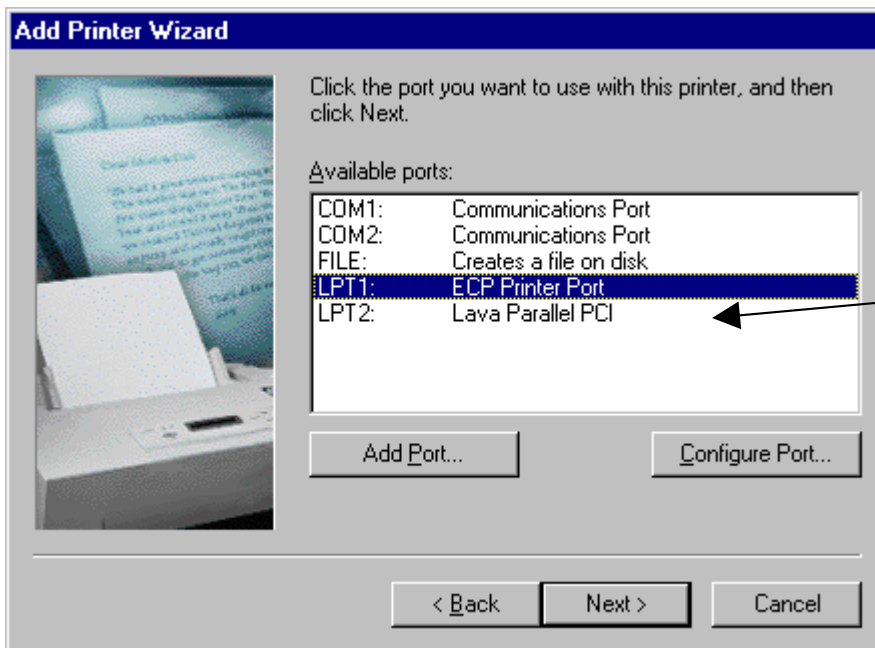 Add Printer Wizard
Click the port you want to use with this printer, and then
click Next.
Available ports:
COM1: Communications Port
COM2: Communications Port
FILE: Creates a file on disk
LPT1: ECP Printer Port
LPT2: Lava Parallel PCI
Add Port...
Configure Port...
< Back
Next >
Cancel